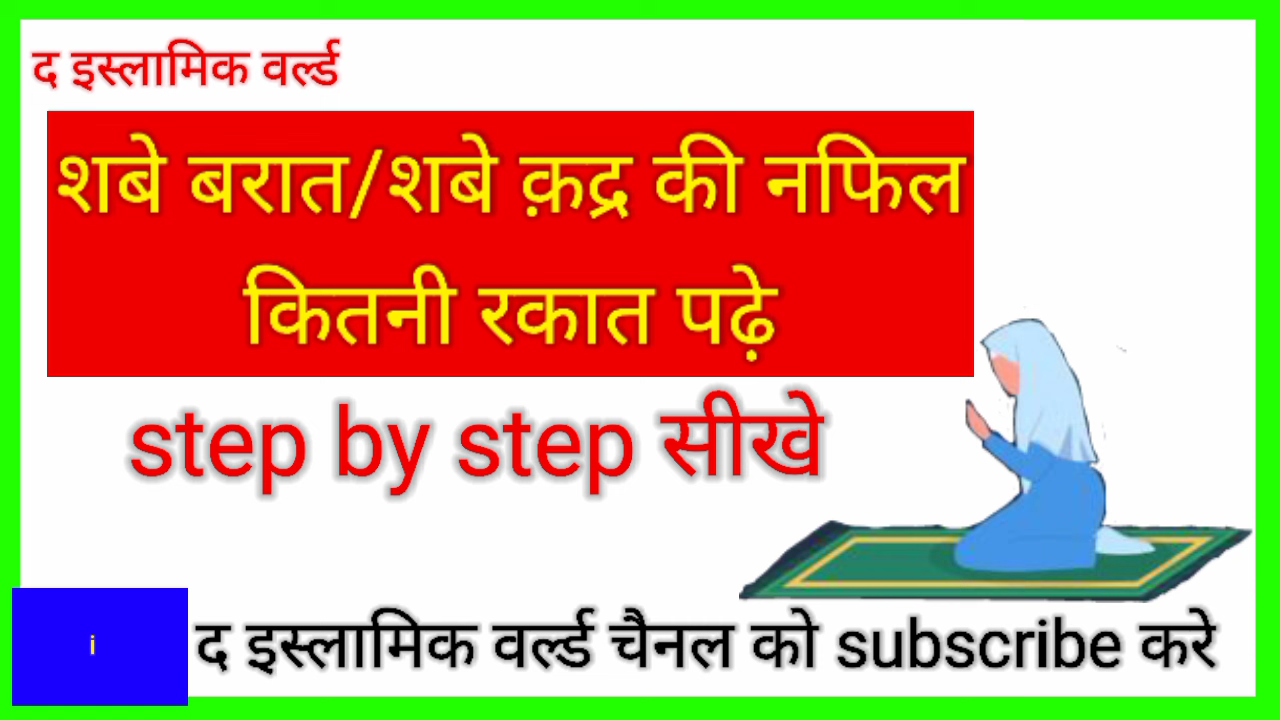 द इस्लामिक वर्ल्ड
शबे बरात/शबे क़द्र की नफिल
कितनी रकात पढ़े
step by step सीखे
i
द इस्लामिक वर्ल्ड चैनल को subscribe करे